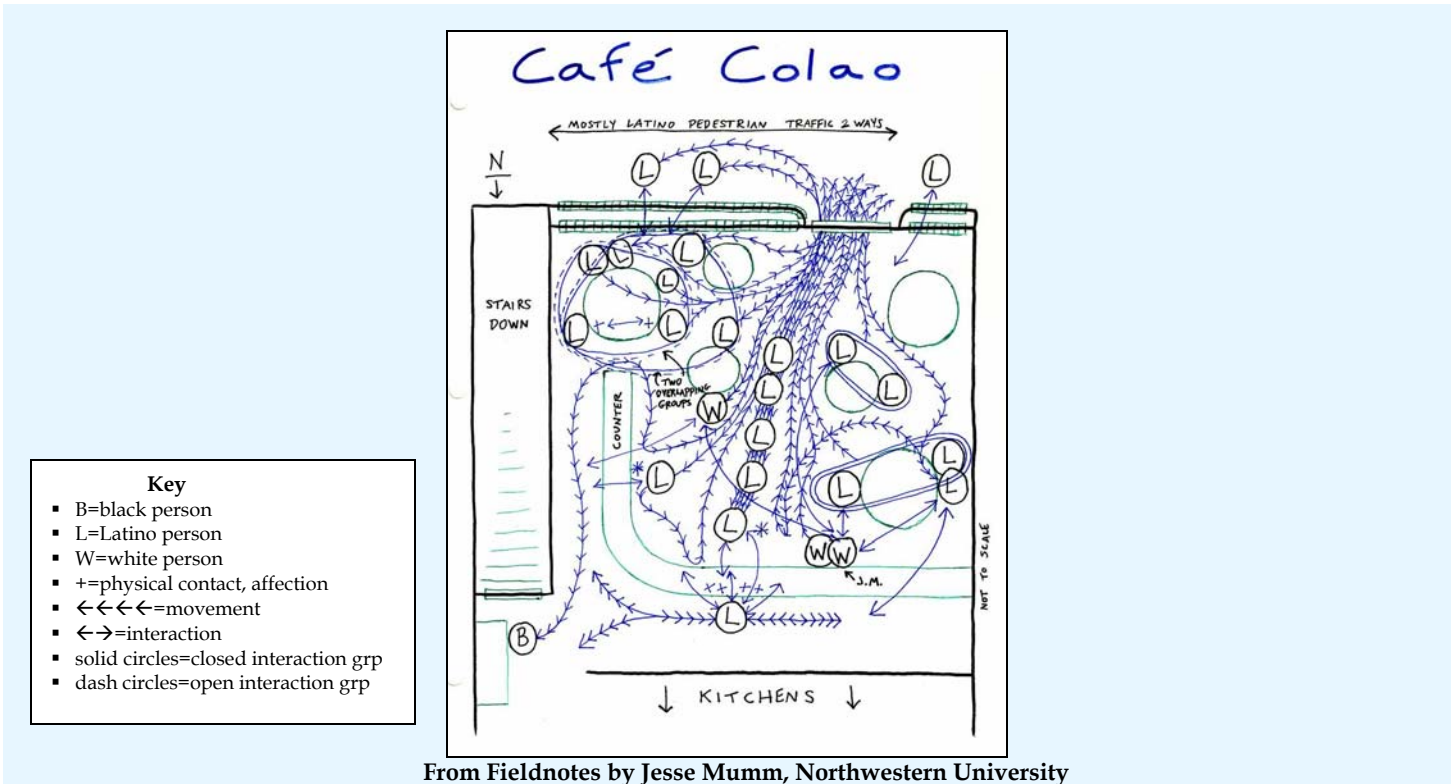 Café Colao
MOSTLY LATINO PEDESTRIAN TRAFFIC 2 WAYS
N
L
L
L
L
L
L
L
STAIRS
DOWN
L
+ +
L
L
L
L
TWO
OVERLAPPING
GROUPS
L
L
W
COUNTER
L
L
L
*
L
L
L
L
L
*
W
W
J.M.
NOT TO SCALE
++ ++
L
B
KITCHENS
Key
▪ B=black person
▪ L=Latino person
▪ W=white person
▪ +=physical contact, affection
▪ ←←←←=movement
▪ ←→=interaction
▪ solid circles=closed interaction grp
▪ dash circles=open interaction grp
From Fieldnotes by Jesse Mumm, Northwestern University